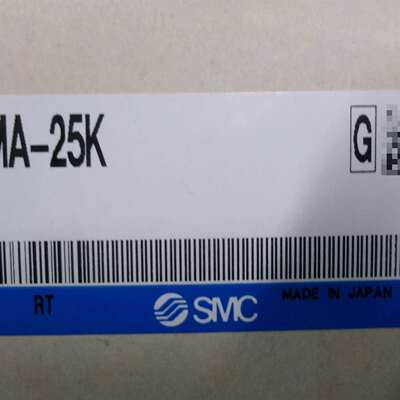 MA-25K G
RT SMC MADE IN JAPAN